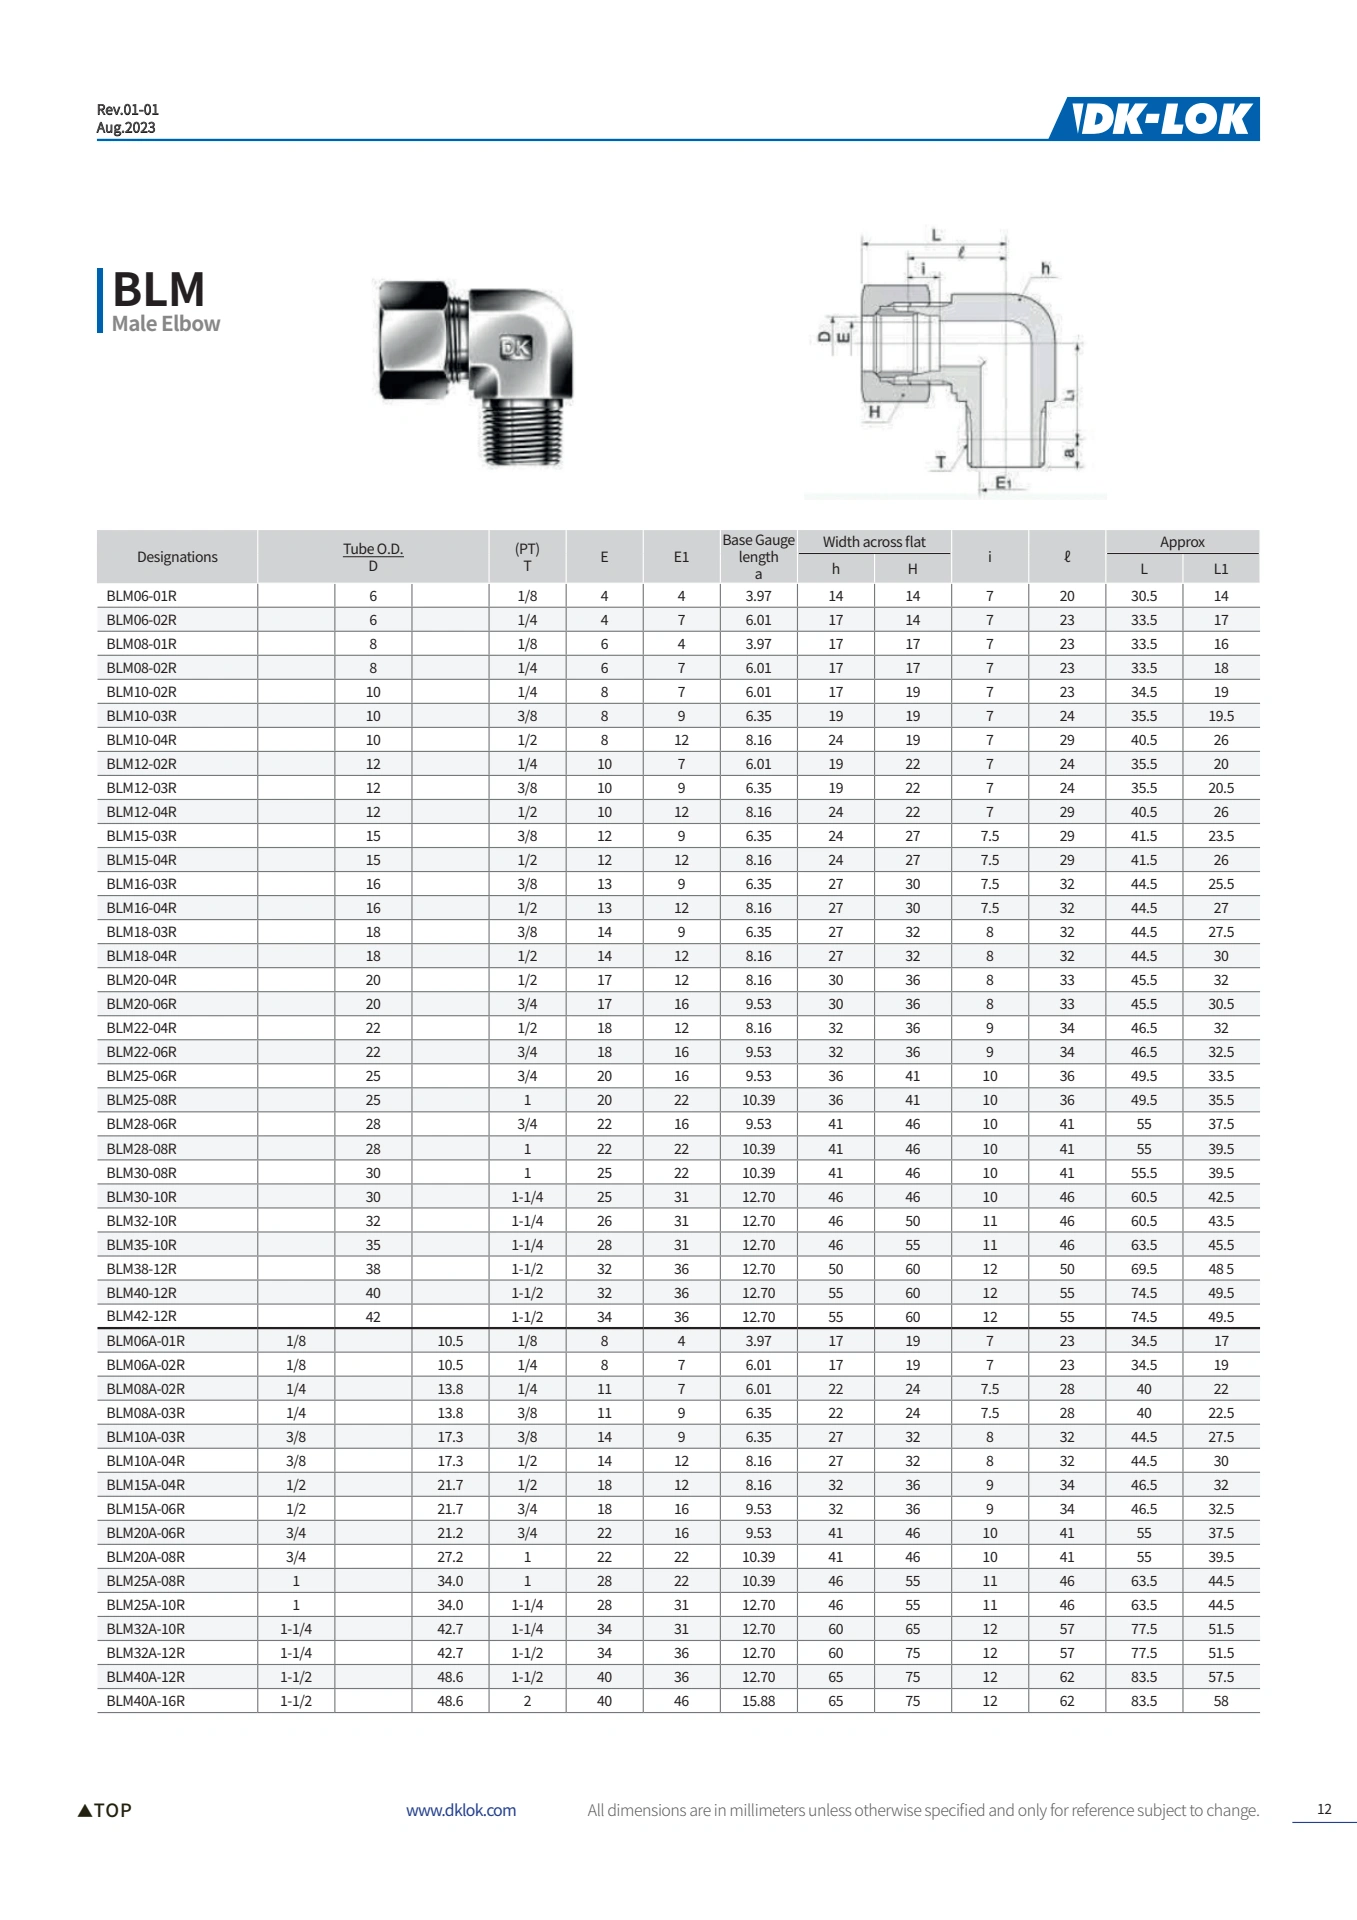 Rev.01-01
Aug.2023
DK-LOK
BLM
Male Elbow
DK
L
ℓ
i
h
D
E
H
L1
a
T
E1
Designations Tube O.D. D (PT) T E E1 Base Gauge length a Width across flat h H i ℓ Approx L L1
BLM06-01R 6 1/8 4 4 3.97 14 14 7 20 30.5 14
BLM06-02R 6 1/4 4 7 6.01 17 14 7 23 33.5 17
BLM08-01R 8 1/8 6 4 3.97 17 17 7 23 33.5 16
BLM08-02R 8 1/4 6 7 6.01 17 17 7 23 33.5 18
BLM10-02R 10 1/4 8 7 6.01 17 19 7 23 34.5 19
BLM10-03R 10 3/8 8 9 6.35 19 19 7 24 35.5 19.5
BLM10-04R 10 1/2 8 12 8.16 24 19 7 29 40.5 26
BLM12-02R 12 1/4 10 7 6.01 19 22 7 24 35.5 20
BLM12-03R 12 3/8 10 9 6.35 19 22 7 24 35.5 20.5
BLM12-04R 12 1/2 10 12 8.16 24 22 7 29 40.5 26
BLM15-03R 15 3/8 12 9 6.35 24 27 7.5 29 41.5 23.5
BLM15-04R 15 1/2 12 12 8.16 24 27 7.5 29 41.5 26
BLM16-03R 16 3/8 13 9 6.35 27 30 7.5 32 44.5 25.5
BLM16-04R 16 1/2 13 12 8.16 27 30 7.5 32 44.5 27
BLM18-03R 18 3/8 14 9 6.35 27 32 8 32 44.5 27.5
BLM18-04R 18 1/2 14 12 8.16 27 32 8 32 44.5 30
BLM20-04R 20 1/2 17 12 8.16 30 36 8 33 45.5 32
BLM20-06R 20 3/4 17 16 9.53 30 36 8 33 45.5 30.5
BLM22-04R 22 1/2 18 12 8.16 32 36 9 34 46.5 32
BLM22-06R 22 3/4 18 16 9.53 32 36 9 34 46.5 32.5
BLM25-06R 25 3/4 20 16 9.53 36 41 10 36 49.5 33.5
BLM25-08R 25 1 20 22 10.39 36 41 10 36 49.5 35.5
BLM28-06R 28 3/4 22 16 9.53 41 46 10 41 55 37.5
BLM28-08R 28 1 22 22 10.39 41 46 10 41 55 39.5
BLM30-08R 30 1 25 22 10.39 41 46 10 41 55.5 39.5
BLM30-10R 30 1-1/4 25 31 12.70 46 46 10 46 60.5 42.5
BLM32-10R 32 1-1/4 26 31 12.70 46 50 11 46 60.5 43.5
BLM35-10R 35 1-1/4 28 31 12.70 46 55 11 46 63.5 45.5
BLM38-12R 38 1-1/2 32 36 12.70 50 60 12 50 69.5 48 5
BLM40-12R 40 1-1/2 32 36 12.70 55 60 12 55 74.5 49.5
BLM42-12R 42 1-1/2 34 36 12.70 55 60 12 55 74.5 49.5
BLM06A-01R 1/8 10.5 1/8 8 4 3.97 17 19 7 23 34.5 17
BLM06A-02R 1/8 10.5 1/4 8 7 6.01 17 19 7 23 34.5 19
BLM08A-02R 1/4 13.8 1/4 11 7 6.01 22 24 7.5 28 40 22
BLM08A-03R 1/4 13.8 3/8 11 9 6.35 22 24 7.5 28 40 22.5
BLM10A-03R 3/8 17.3 3/8 14 9 6.35 27 32 8 32 44.5 27.5
BLM10A-04R 3/8 17.3 1/2 14 12 8.16 27 32 8 32 44.5 30
BLM15A-04R 1/2 21.7 1/2 18 12 8.16 32 36 9 34 46.5 32
BLM15A-06R 1/2 21.7 3/4 18 16 9.53 32 36 9 34 46.5 32.5
BLM20A-06R 3/4 21.2 3/4 22 16 9.53 41 46 10 41 55 37.5
BLM20A-08R 3/4 27.2 1 22 22 10.39 41 46 10 41 55 39.5
BLM25A-08R 1 34.0 1 28 22 10.39 46 55 11 46 63.5 44.5
BLM25A-10R 1 34.0 1-1/4 28 31 12.70 46 55 11 46 63.5 44.5
BLM32A-10R 1-1/4 42.7 1-1/4 34 31 12.70 60 65 12 57 77.5 51.5
BLM32A-12R 1-1/4 42.7 1-1/2 34 36 12.70 60 75 12 57 77.5 51.5
BLM40A-12R 1-1/2 48.6 1-1/2 40 36 12.70 65 75 12 62 83.5 57.5
BLM40A-16R 1-1/2 48.6 2 40 46 15.88 65 75 12 62 83.5 58
▲TOP www.dklok.com All dimensions are in millimeters unless otherwise specified and only for reference subject to change. 12